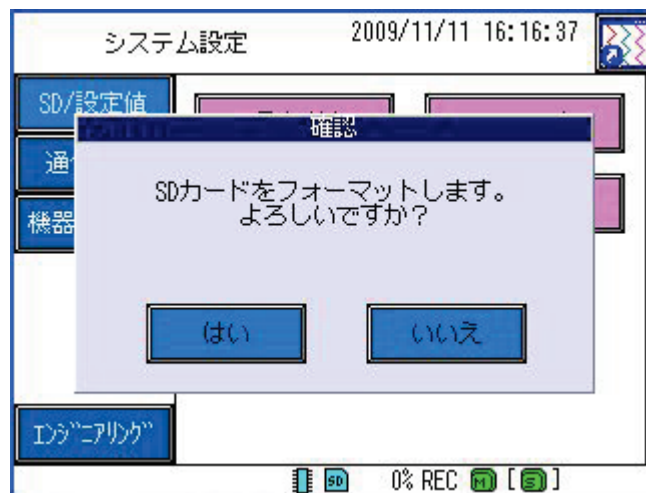 システム設定
2009/11/11 16:16:37
SD/設定値
確認
通
SDカードをフォーマットします。
よろしいですか？
機器
はい
いいえ
ｴﾝｼﾞﾆｱﾘﾝｸﾞ
SD 0% REC M [S]